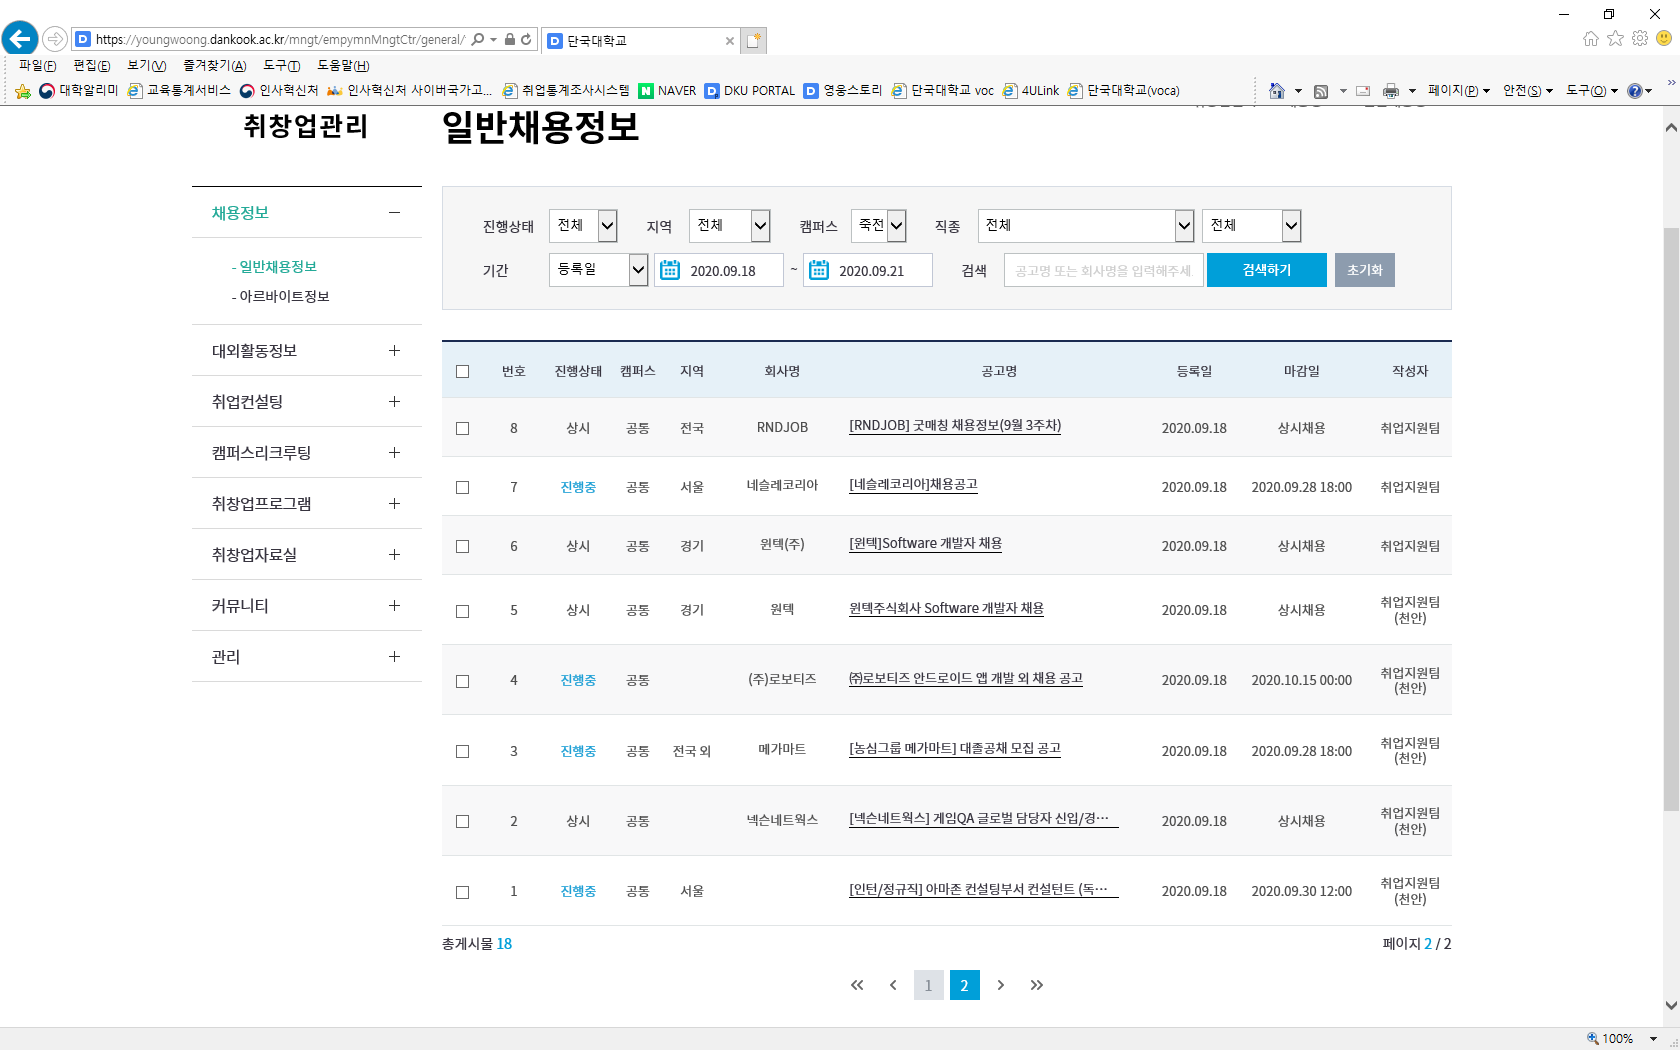 https://youngwoong.dankook.ac.kr/mngt/empymnMngtCtr/general/
단국대학교
파일(F) 편집(E) 보기(V) 즐겨찾기(A) 도구(T) 도움말(H)
대학알리미 교육통계서비스 인사혁신처 인사혁신처 사이버국가고... 취업통계조사시스템 NAVER DKU PORTAL 영웅스토리 단국대학교 voc 4ULink 단국대학교(voca) 페이지(P) 안전(S) 도구(O)
취창업관리
일반채용정보
채용정보
- 일반채용정보
- 아르바이트정보
대외활동정보
취업컨설팅
캠퍼스리크루팅
취창업프로그램
취창업자료실
커뮤니티
관리
진행상태 전체 지역 전체 캠퍼스 죽전 직종 전체 전체
기간 등록일 2020.09.18 ~ 2020.09.21 검색 공고명 또는 회사명을 입력해주세. 검색하기 초기화
번호 진행상태 캠퍼스 지역 회사명 공고명 등록일 마감일 작성자
8 상시 공통 전국 RNDJOB [RNDJOB] 굿매칭 채용정보(9월 3주차) 2020.09.18 상시채용 취업지원팀
7 진행중 공통 서울 네슬레코리아 [네슬레코리아]채용공고 2020.09.18 2020.09.28 18:00 취업지원팀
6 상시 공통 경기 윈텍(주) [윈텍]Software 개발자 채용 2020.09.18 상시채용 취업지원팀
5 상시 공통 경기 원텍 윈텍주식회사 Software 개발자 채용 2020.09.18 상시채용 취업지원팀
(천안)
4 진행중 공통 (주)로보티즈 ㈜로보티즈 안드로이드 앱 개발 외 채용 공고 2020.09.18 2020.10.15 00:00 취업지원팀
(천안)
3 진행중 공통 전국 외 메가마트 [농심그룹 메가마트] 대졸공채 모집 공고 2020.09.18 2020.09.28 18:00 취업지원팀
(천안)
2 상시 공통 넥슨네트웍스 [넥슨네트웍스] 게임QA 글로벌 담당자 신입/경… 2020.09.18 상시채용 취업지원팀
(천안)
1 진행중 공통 서울 [인턴/정규직] 아마존 컨설팅부서 컨설턴트 (독… 2020.09.18 2020.09.30 12:00 취업지원팀
(천안)
총게시물 18 페이지 2 / 2
1 2
100%